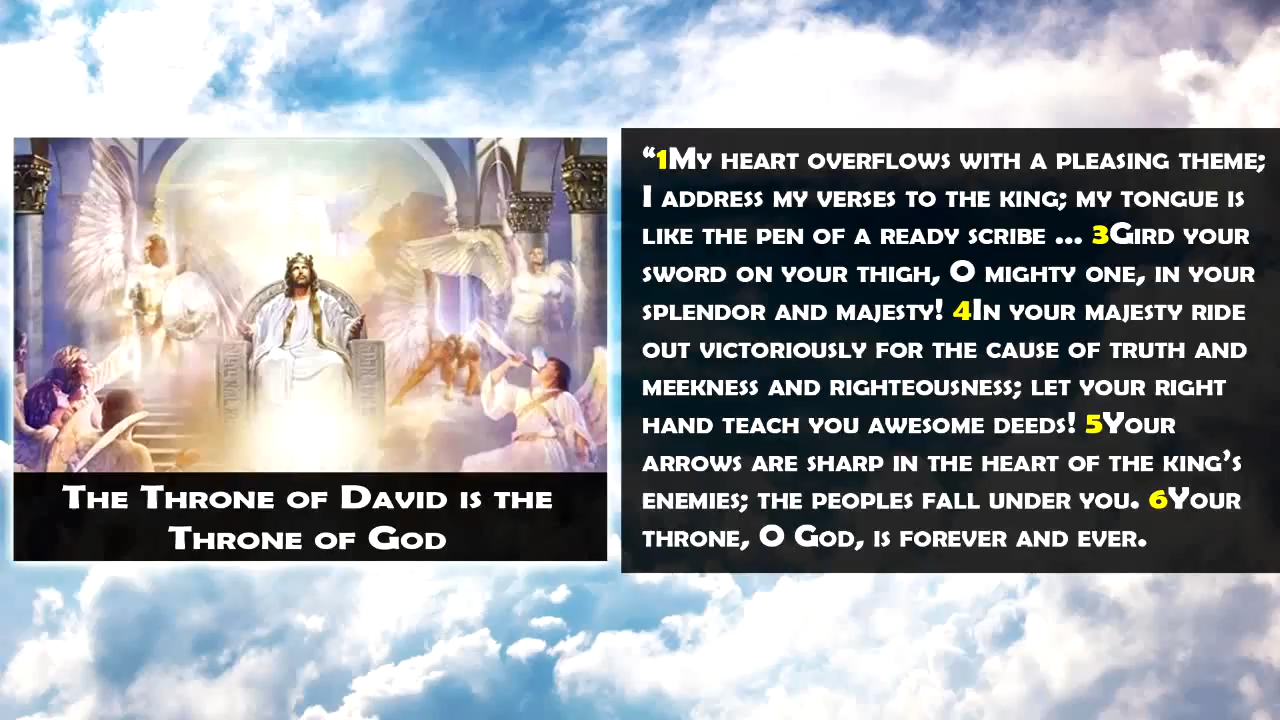 The Throne of David is the
Throne of God
“1My heart overflows with a pleasing theme;
I address my verses to the king; my tongue is
like the pen of a ready scribe ... 3Gird your
sword on your thigh, O mighty one, in your
splendor and majesty! 4In your majesty ride
out victoriously for the cause of truth and
meekness and righteousness; let your right
hand teach you awesome deeds! 5Your
arrows are sharp in the heart of the king’s
enemies; the peoples fall under you. 6Your
throne, O God, is forever and ever.